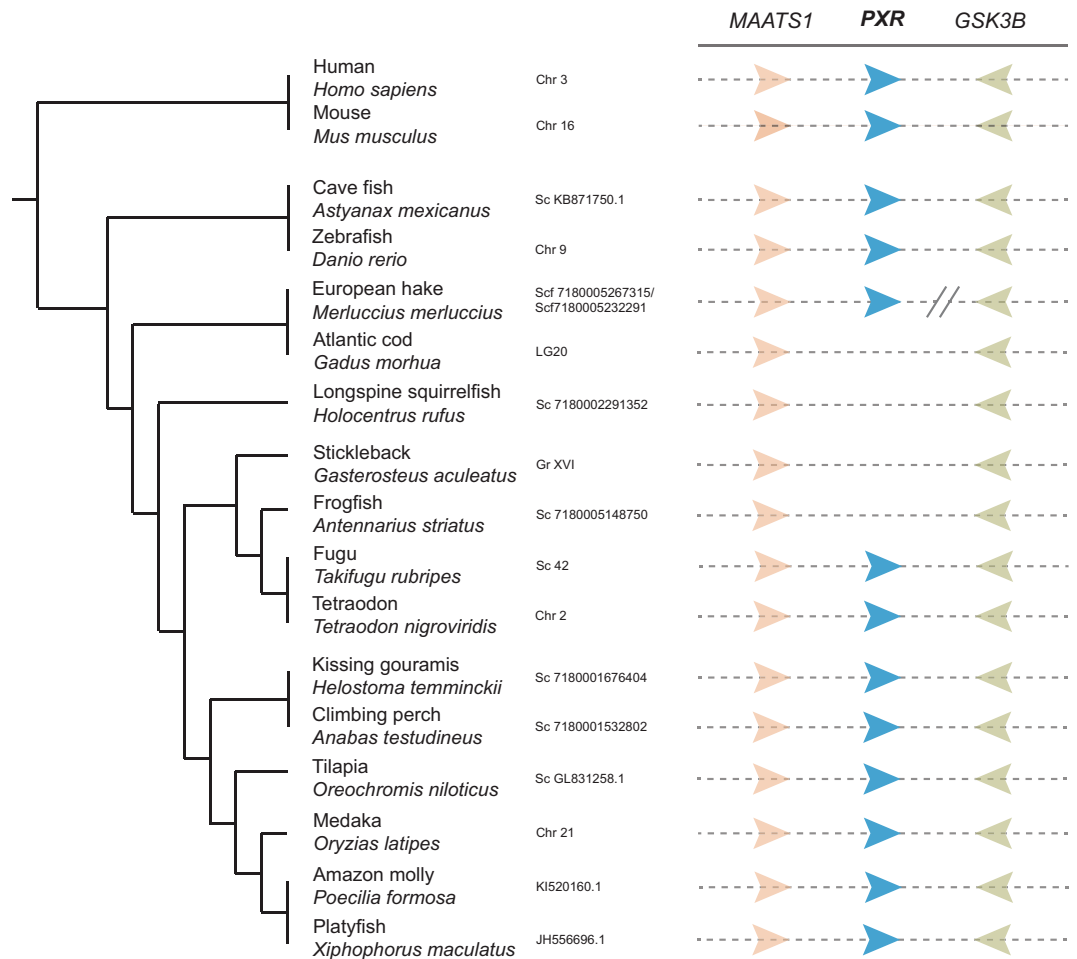 MAATS1 PXR GSK3B
Human
Homo sapiens
Chr 3
Mouse
Mus musculus
Chr 16
Cave fish
Astyanax mexicanus
Sc KB871750.1
Zebrafish
Danio rerio
Chr 9
European hake
Merluccius merluccius
Scf 7180005267315/
Scf7180005232291
Atlantic cod
Gadus morhua
LG20
Longspine squirrelfish
Holocentrus rufus
Sc 7180002291352
Stickleback
Gasterosteus aculeatus
Gr XVI
Frogfish
Antennarius striatus
Sc 7180005148750
Fugu
Takifugu rubripes
Sc 42
Tetraodon
Tetraodon nigroviridis
Chr 2
Kissing gouramis
Helostoma temminckii
Sc 7180001676404
Climbing perch
Anabas testudineus
Sc 7180001532802
Tilapia
Oreochromis niloticus
Sc GL831258.1
Medaka
Oryzias latipes
Chr 21
Amazon molly
Poecilia formosa
KI520160.1
Platyfish
Xiphophorus maculatus
JH556696.1